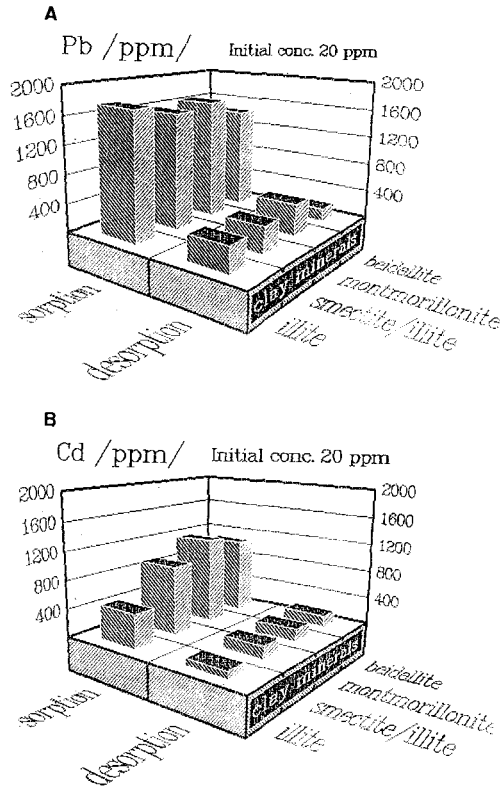 A
Pb /ppm/ Initial conc. 20 ppm
2000
1600
1200
800
400
2000
1600
1200
800
400
sorption
desorption
clay minerals
beidellite
montmorillonite
smectite/illite
illite
B
Cd /ppm/ Initial conc. 20 ppm
2000
1600
1200
800
400
2000
1600
1200
800
400
sorption
desorption
clay minerals
beidellite
montmorillonite
smectite/illite
illite